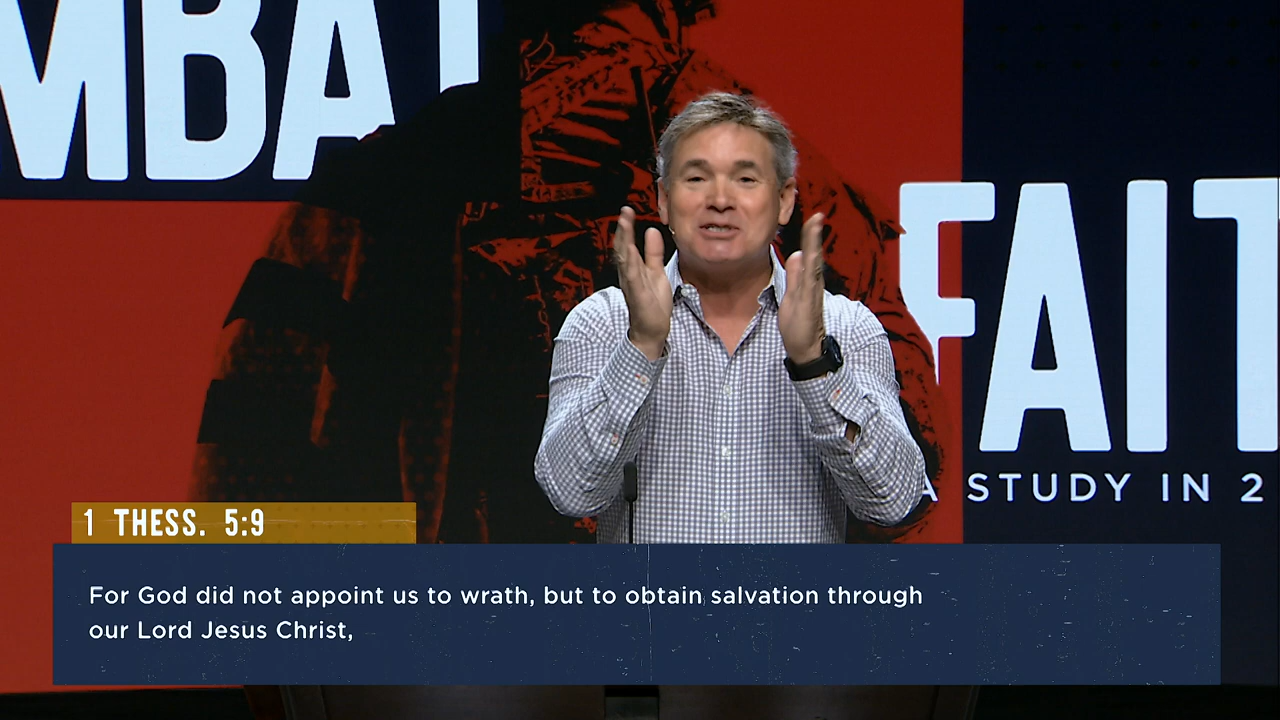 MBAT
FAIT
A STUDY IN 2
1 THESS. 5:9
For God did not appoint us to wrath, but to obtain salvation through
our Lord Jesus Christ,